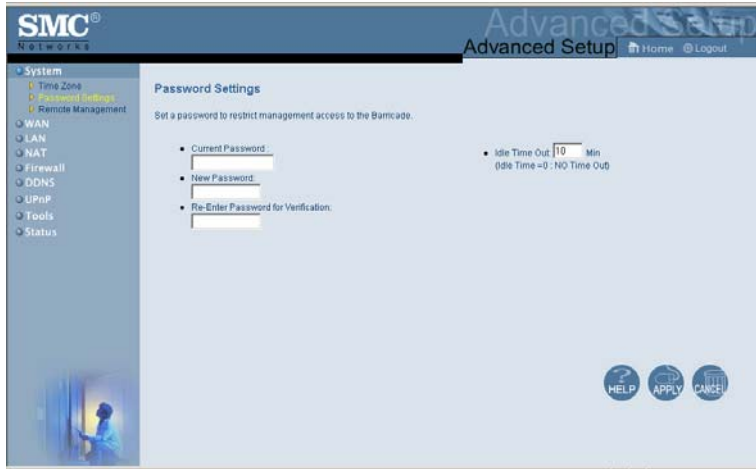 SMC®
Networks
Advanced Setup
Advanced Setup
Home
Logout
System
Time Zone
Password Settings
Remote Management
WAN
LAN
NAT
Firewall
DDNS
UPnP
Tools
Status
Password Settings
Set a password to restrict management access to the Barricade.
Current Password :
New Password:
Re-Enter Password for Verification:
Idle Time Out: 10 Min
(Idle Time =0 : NO Time Out)
HELP
APPLY
CANCEL